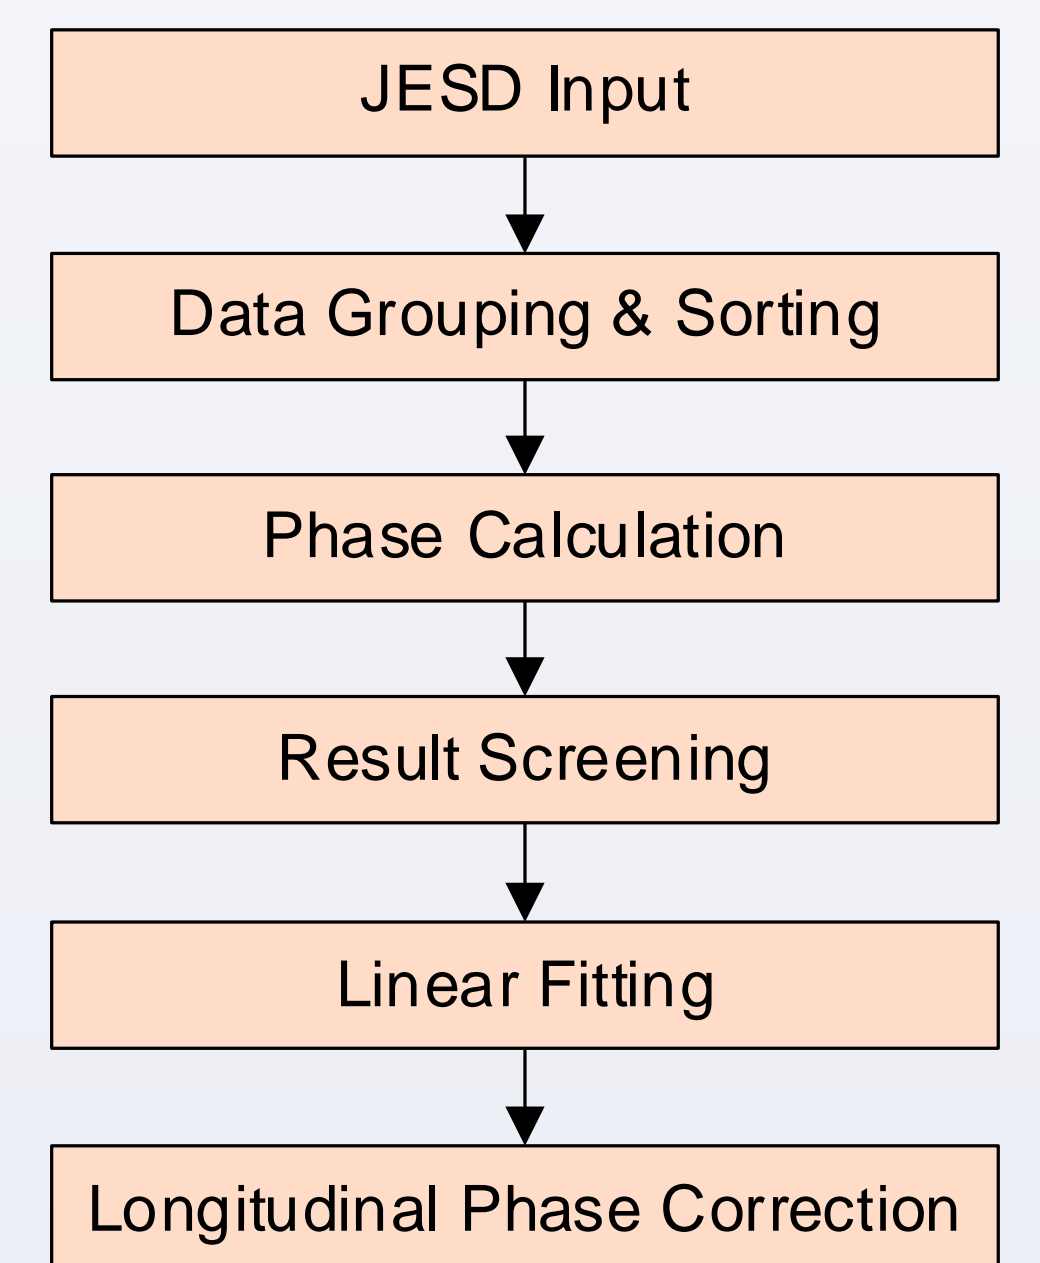 JESD Input
Data Grouping & Sorting
Phase Calculation
Result Screening
Linear Fitting
Longitudinal Phase Correction